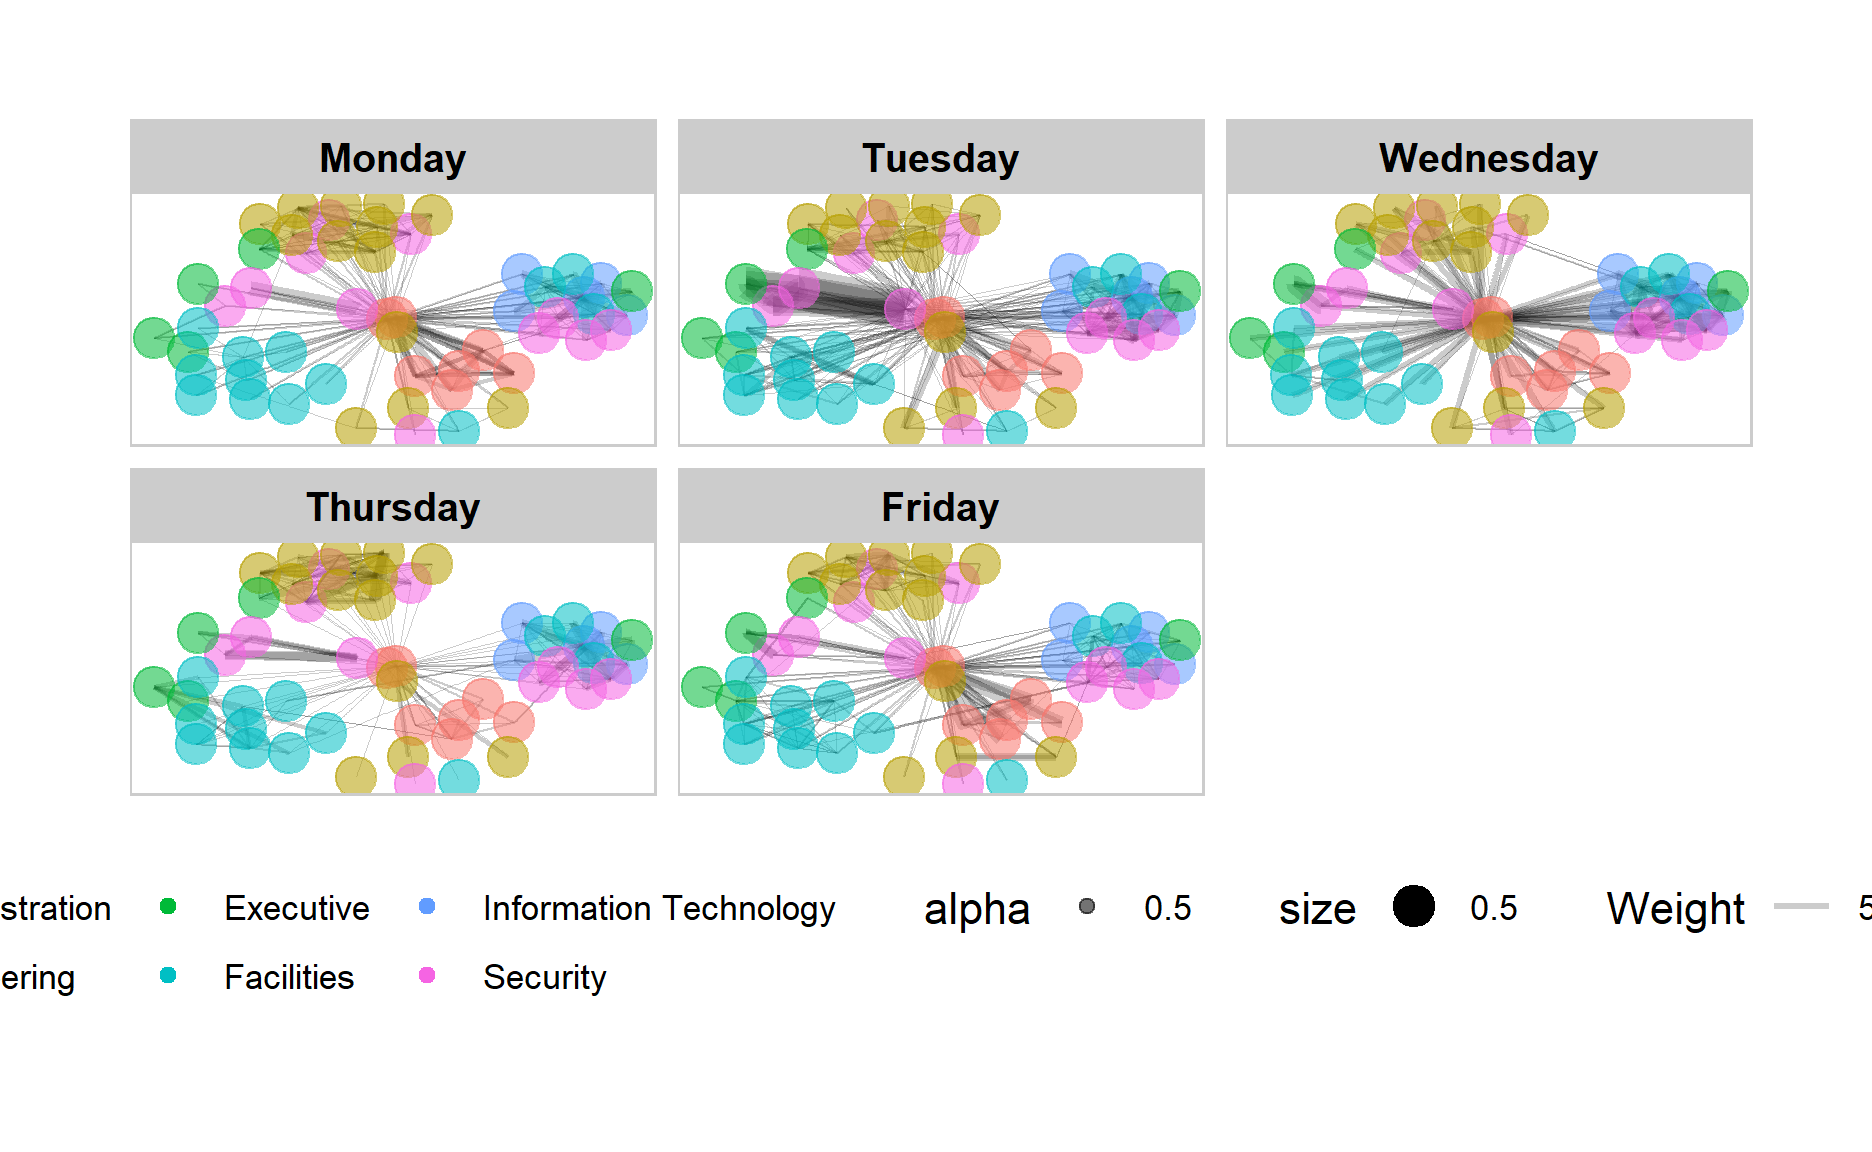 Monday
Tuesday
Wednesday
Thursday
Friday
stration Executive Information Technology alpha 0.5 size 0.5 Weight 5
ering Facilities Security